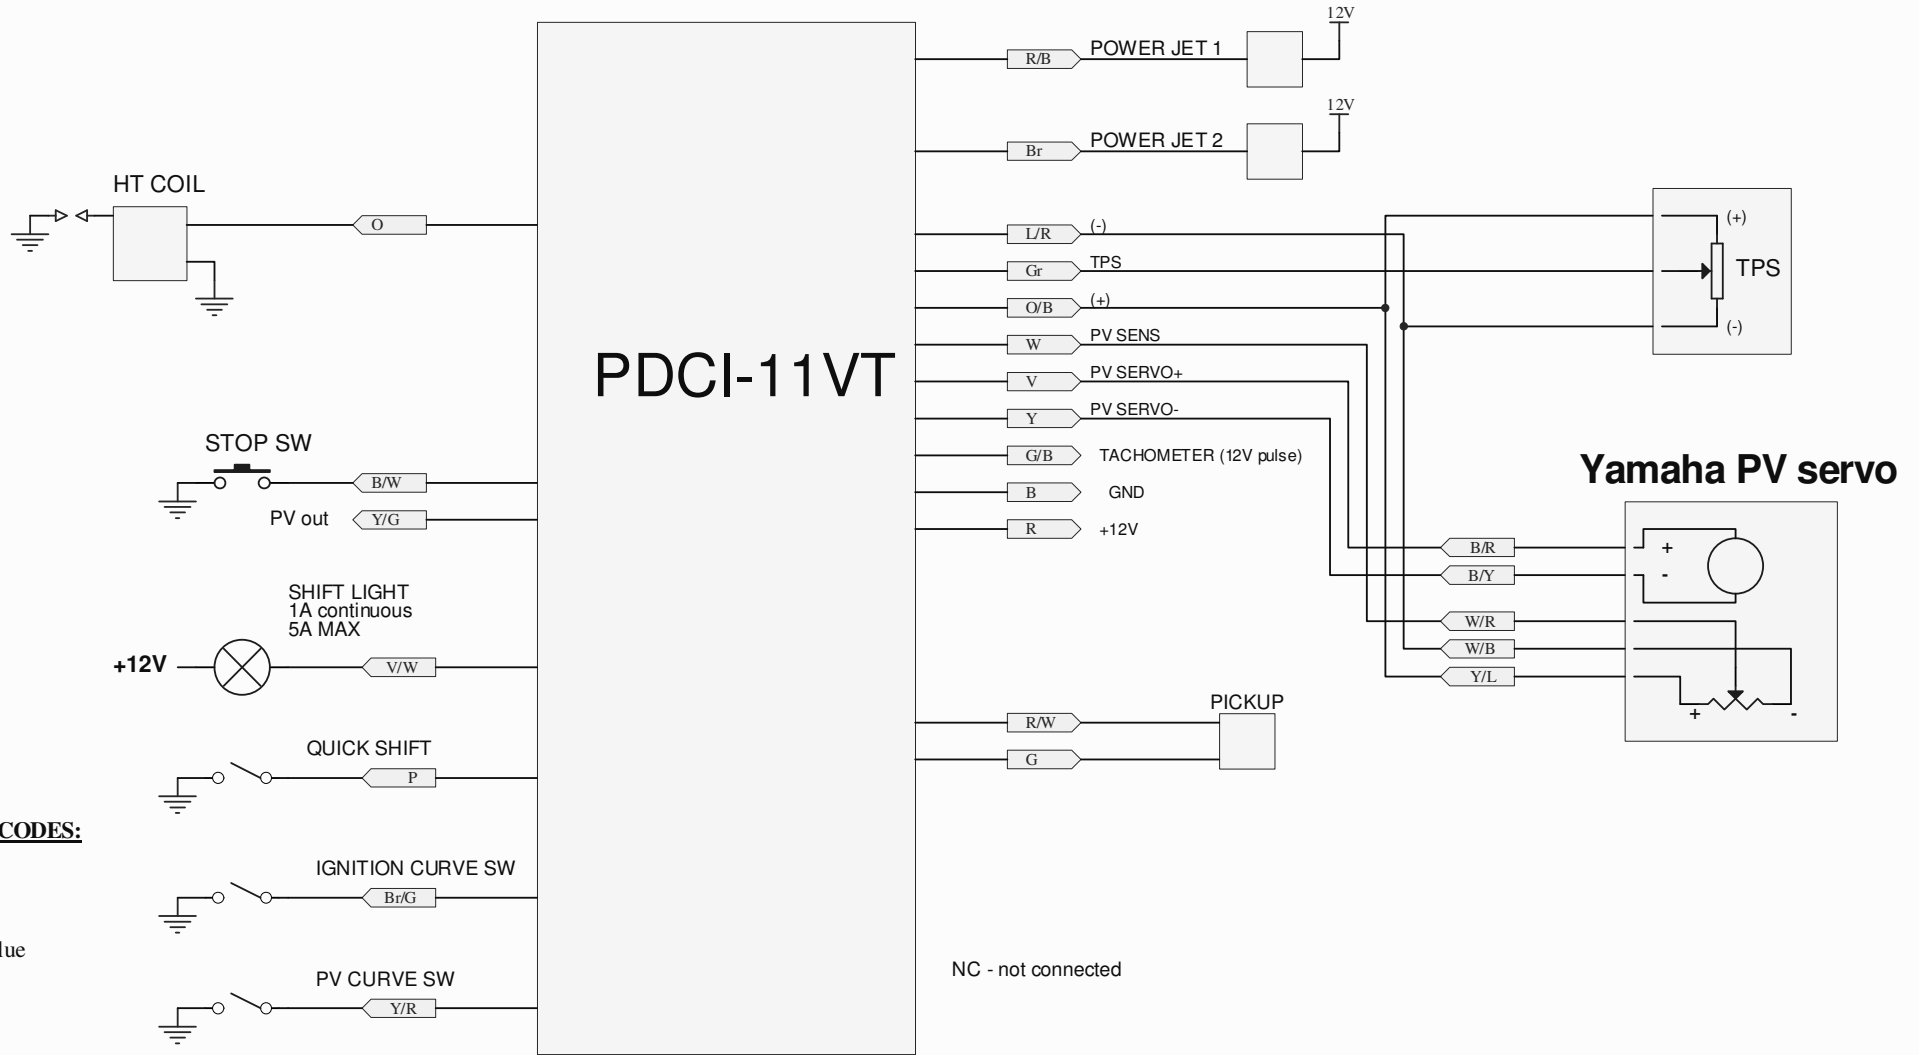 12V
R/B
POWER JET 1
12V
Br
POWER JET 2
HT COIL
O
L/R
(-)
Gr
TPS
O/B
(+)
W
PV SENS
V
PV SERVO+
Y
PV SERVO-
G/B
TACHOMETER (12V pulse)
B
GND
R
+12V
(+)
TPS
(-)
PDCI-11VT
STOP SW
B/W
PV out
Y/G
SHIFT LIGHT
1A continuous
5A MAX
+12V
V/W
QUICK SHIFT
P
CODES:
IGNITION CURVE SW
Br/G
lue
PV CURVE SW
Y/R
Yamaha PV servo
B/R
+
B/Y
-
W/R
W/B
Y/L
+
-
PICKUP
R/W
G
NC - not connected